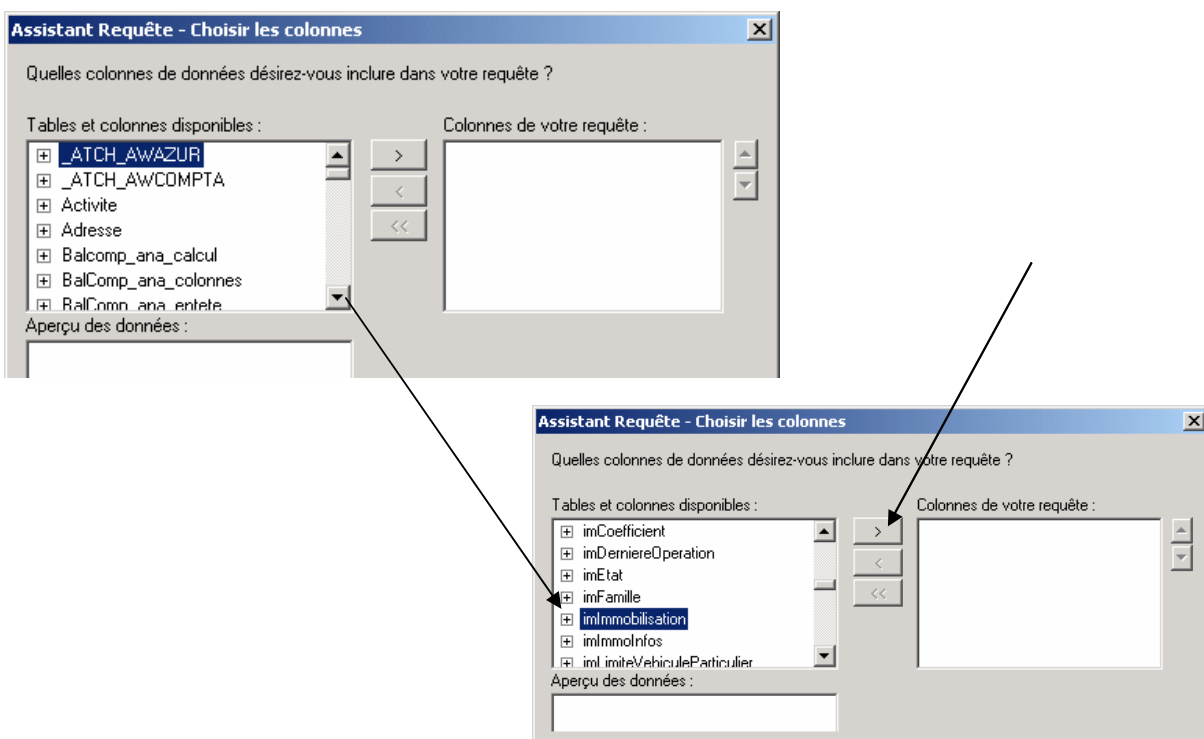 Assistant Requête - Choisir les colonnes
Quelles colonnes de données désirez-vous inclure dans votre requête ?
Tables et colonnes disponibles :
Colonnes de votre requête :
_ATCH_AWAZUR
_ATCH_AWCOMPTA
Activite
Adresse
Balcomp_ana_calcul
BalComp_ana_colonnes
BalComp_ana_entete
>
<
<<
Aperçu des données :
Assistant Requête - Choisir les colonnes
Quelles colonnes de données désirez-vous inclure dans votre requête ?
Tables et colonnes disponibles :
Colonnes de votre requête :
imCoefficient
imDerniereOperation
imEtat
imFamille
imImmobilisation
imImmoInfos
imLimiteVehiculeParticulier
>
<
<<
Aperçu des données :